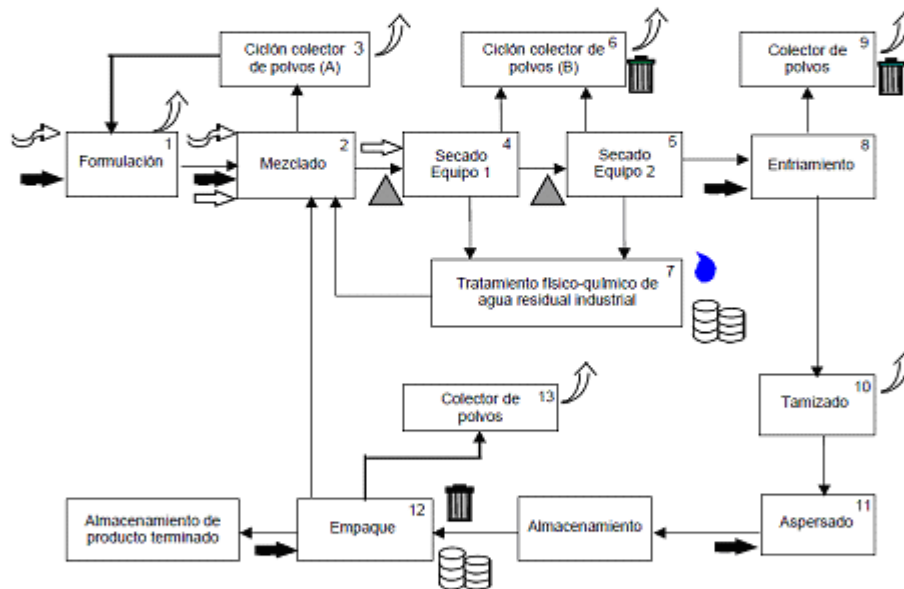 Ciclón colector
de polvos (A)
3
Ciclón colector de
polvos (B)
6
Colector de
polvos
9
Formulación
1
Mezclado
2
Secado
Equipo 1
4
Secado
Equipo 2
5
Enfriamiento
8
Tratamiento físico-químico de
agua residual industrial
7
Colector de
polvos
13
Tamizado
10
Almacenamiento de
producto terminado
Empaque
12
Almacenamiento
Aspersado
11